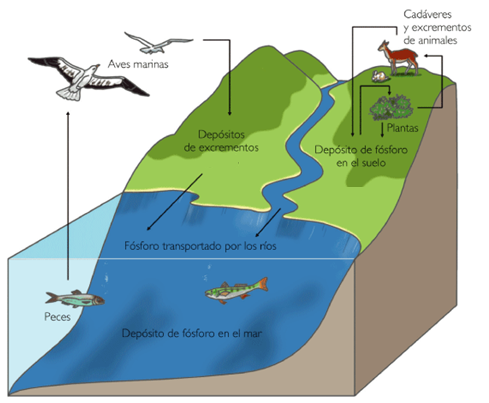 Cadáveres
y excrementos
de animales
Aves marinas
Plantas
Depósitos
de excrementos
Depósito de fósforo
en el suelo
Fósforo transportado por los ríos
Peces
Depósito de fósforo en el mar